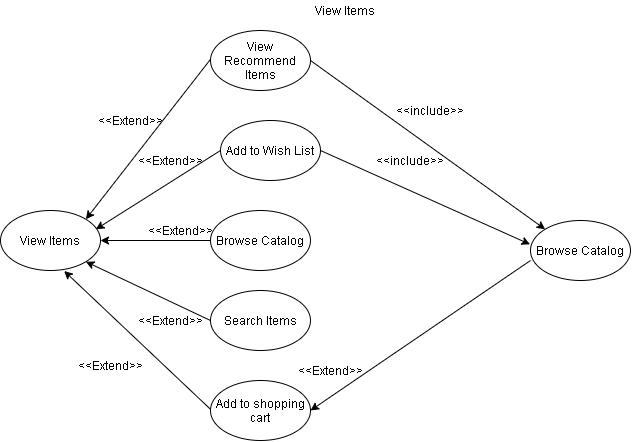 View Items
View
Recommend
Items
<<Extend>>
<<include>>
Add to Wish List
<<Extend>>
<<include>>
View Items
<<Extend>>
Browse Catalog
Browse Catalog
<<Extend>>
Search Items
<<Extend>>
<<Extend>>
Add to shopping
cart